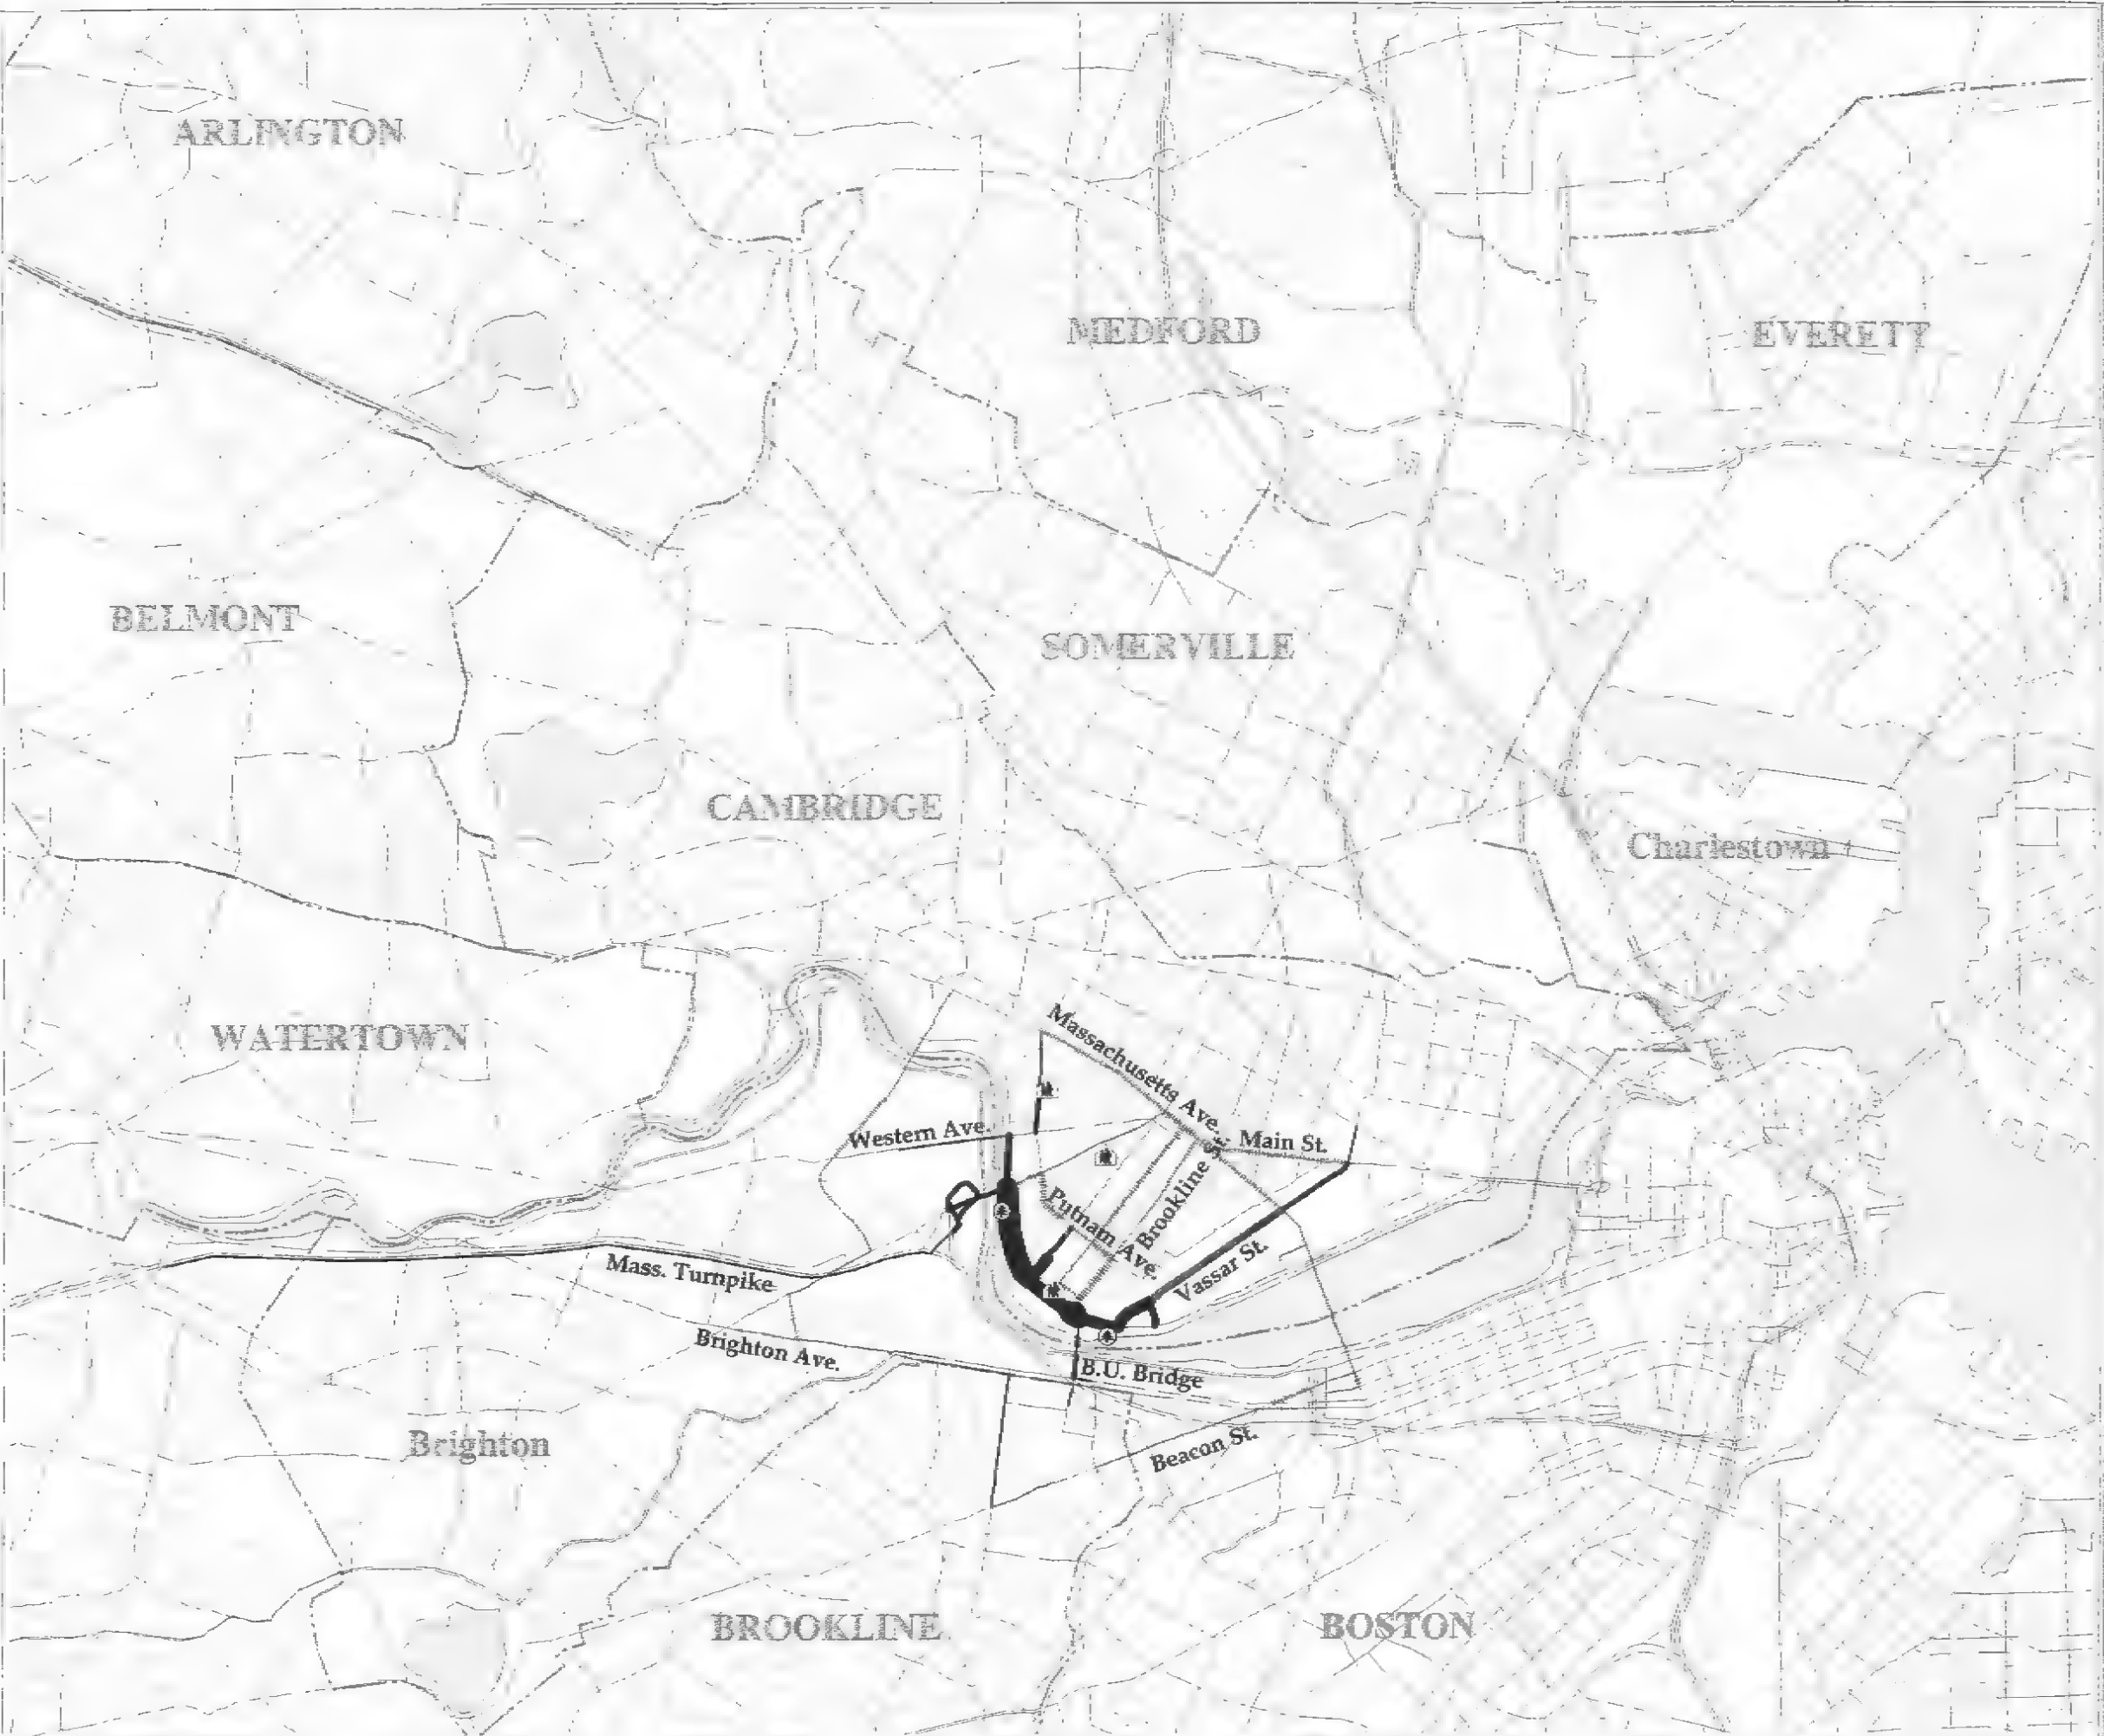 ARLINGTON
MEDFORD
EVERETT
BELMONT
SOMERVILLE
CAMBRIDGE
Charlestown
WATERTOWN
Massachusetts Ave.
Western Ave.
Main St.
Brookline St.
Putnam Ave.
Vassar St.
Mass. Turnpike
Brighton Ave.
B.U. Bridge
Beacon St.
Brighton
BROOKLINE
BOSTON